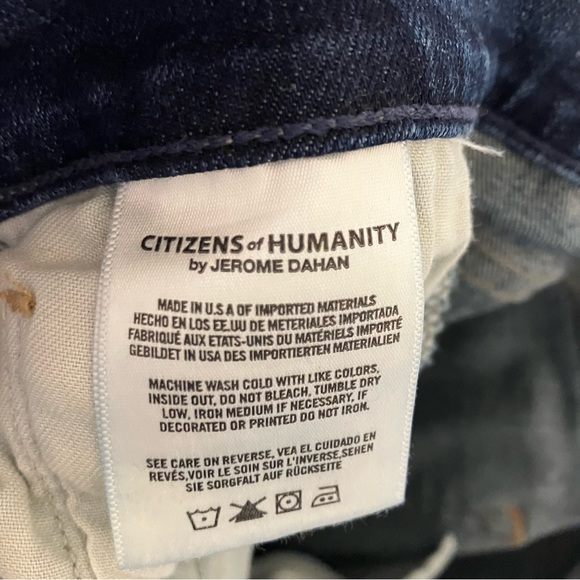 CITIZENS of HUMANITY
by JEROME DAHAN
MADE IN U.S A OF IMPORTED MATERIALS
HECHO EN LOS EE.UU DE METERIALES IMPORTADA
FABRIQUÉ AUX ETATS-UNIS DU MATÉRIELS IMPORTÉ
GEBILDET IN USA DES IMPORTIERTEN MATERIALIEN
MACHINE WASH COLD WITH LIKE COLORS,
INSIDE OUT, DO NOT BLEACH, TUMBLE DRY
LOW, IRON MEDIUM IF NECESSARY, IF
DECORATED OR PRINTED DO NOT IRON.
SEE CARE ON REVERSE, VEA EL CUIDADO EN
REVÉS,VOIR LE SOIN SUR L'INVERSE,SEHEN
SIE SORGFALT AUF RÜCKSEITE